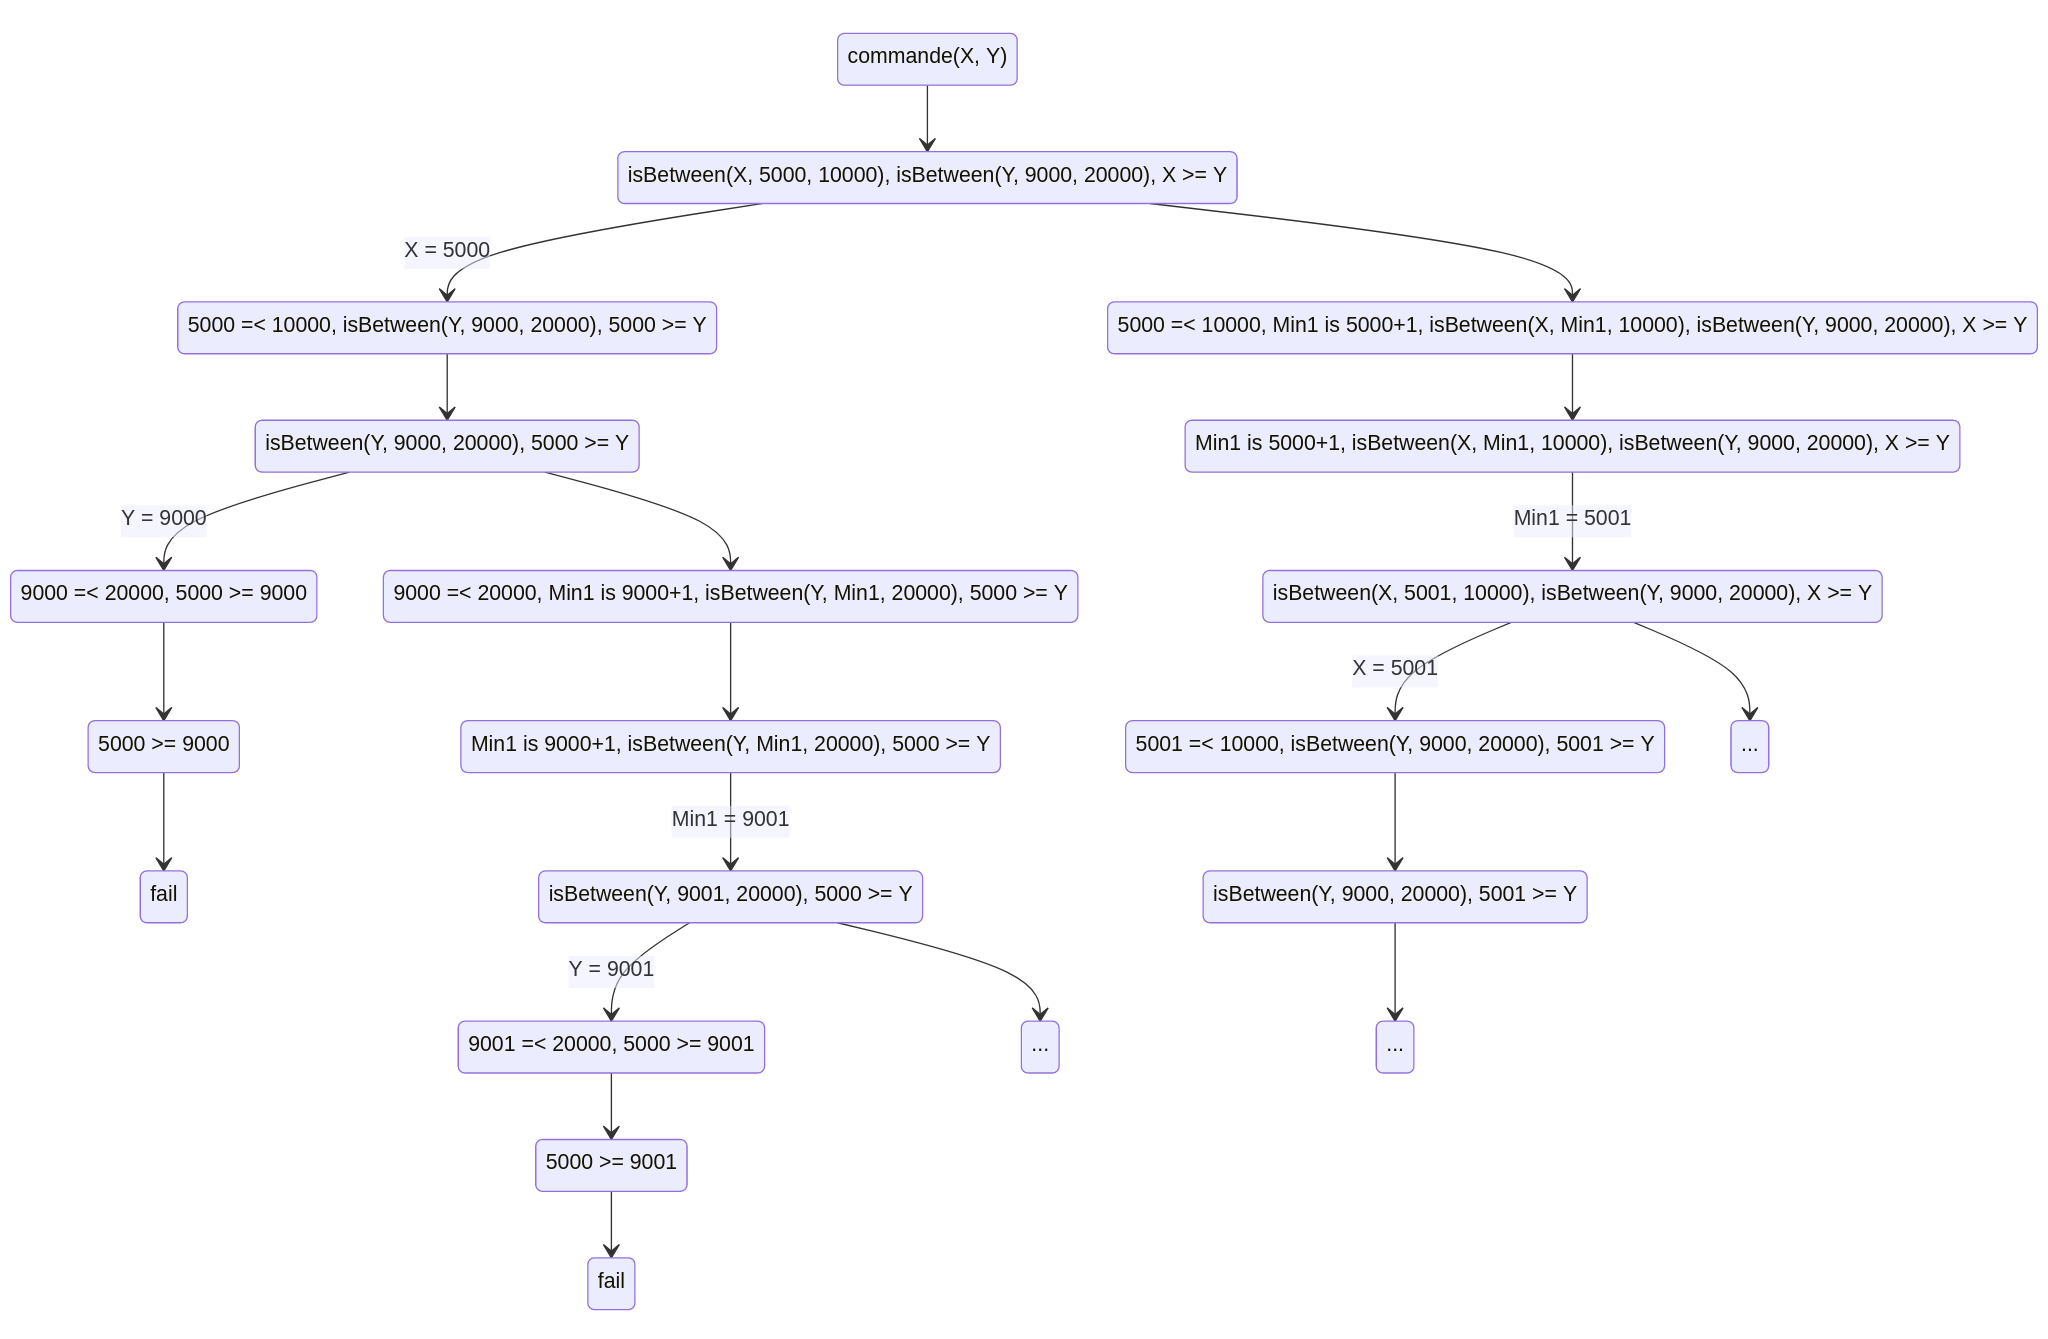 commande(X, Y)
isBetween(X, 5000, 10000), isBetween(Y, 9000, 20000), X >= Y
X = 5000
5000 =< 10000, isBetween(Y, 9000, 20000), 5000 >= Y
5000 =< 10000, Min1 is 5000+1, isBetween(X, Min1, 10000), isBetween(Y, 9000, 20000), X >= Y
isBetween(Y, 9000, 20000), 5000 >= Y
Min1 is 5000+1, isBetween(X, Min1, 10000), isBetween(Y, 9000, 20000), X >= Y
Y = 9000
Min1 = 5001
9000 =< 20000, 5000 >= 9000
9000 =< 20000, Min1 is 9000+1, isBetween(Y, Min1, 20000), 5000 >= Y
isBetween(X, 5001, 10000), isBetween(Y, 9000, 20000), X >= Y
X = 5001
5000 >= 9000
Min1 is 9000+1, isBetween(Y, Min1, 20000), 5000 >= Y
5001 =< 10000, isBetween(Y, 9000, 20000), 5001 >= Y
...
Min1 = 9001
fail
isBetween(Y, 9001, 20000), 5000 >= Y
isBetween(Y, 9000, 20000), 5001 >= Y
Y = 9001
9001 =< 20000, 5000 >= 9001
...
...
5000 >= 9001
fail